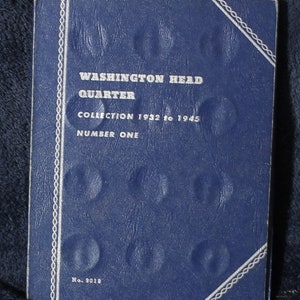 WASHINGTON HEAD
QUARTER
COLLECTION 1932 to 1945
NUMBER ONE
No. 9018